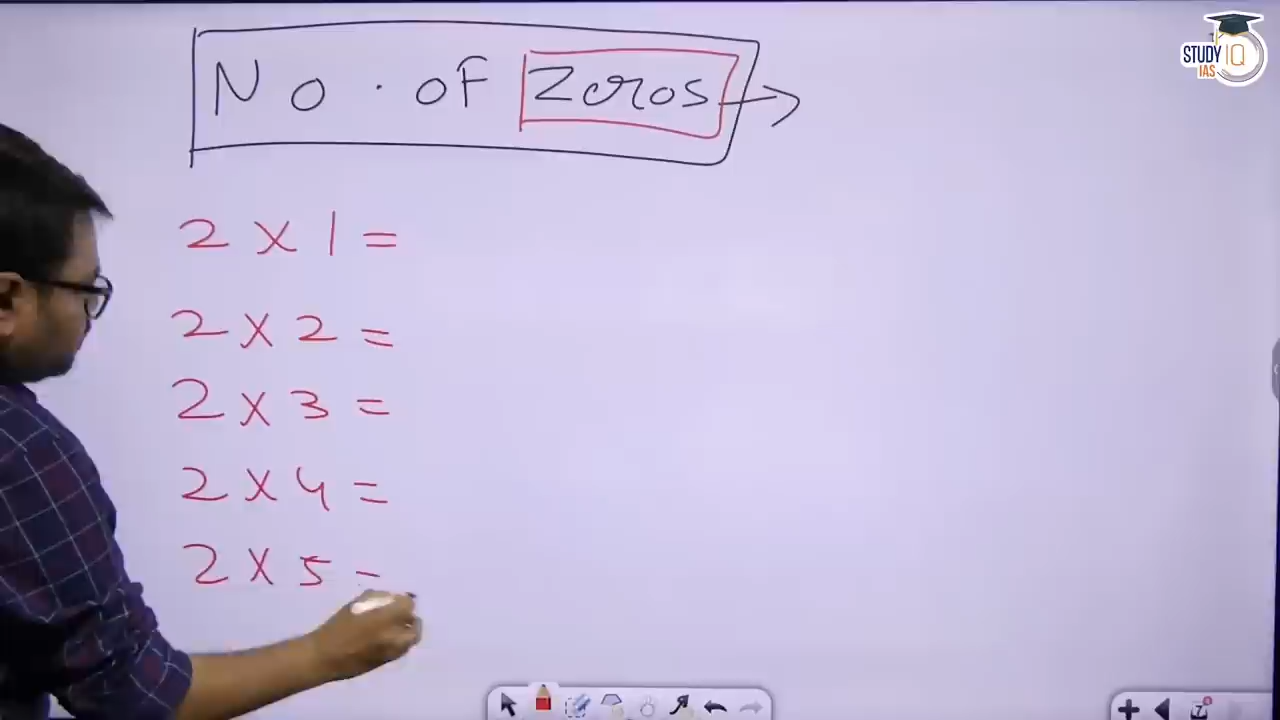 No. of Zeros →
STUDY IQ
IAS
2 × 1 =
2 × 2 =
2 × 3 =
2 × 4 =
2 × 5 =